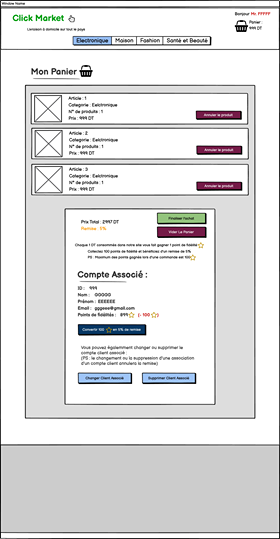 Window Name
Click Market
Livraison à domicile sur tout le pays
Bonjour Mr. FFFFF
Panier :
999 DT
Electronique
Maison
Fashion
Santé et Beauté
Mon Panier
Article : 1
Categorie : Eelctrinique
N° de produits : 1
Prix : 999 DT
Annuler le produit
Article : 2
Categorie : Eelctrinique
N° de produits : 1
Prix : 999 DT
Annuler le produit
Article : 3
Categorie : Eelctrinique
N° de produits : 1
Prix : 999 DT
Annuler le produit
Prix Total : 2997 DT
Remise : 5%
Finaliser l'achat
Vider Le Panier
Chaque 1 DT consommée dans notre site vous fait gagner 1 point de fidélité
Collectez 100 points de fidélité et bénéficiez d'un remise de 5%
PS : Maximum des points gagnés lors d'une commande est 100
Compte Associé :
ID : 999
Nom : GGGGG
Prénom : EEEEEE
Email : gggeee@gmail.com
Points de fidélités : 899 (- 100)
Convertir 100 en 5% de remise
Vous pouvez également changer ou supprimer le
compte client associé :
(PS : le changement ou la suppression d'une association
d'un compte client annulera la remise)
Changer Client Associé
Supprimer Client Associé